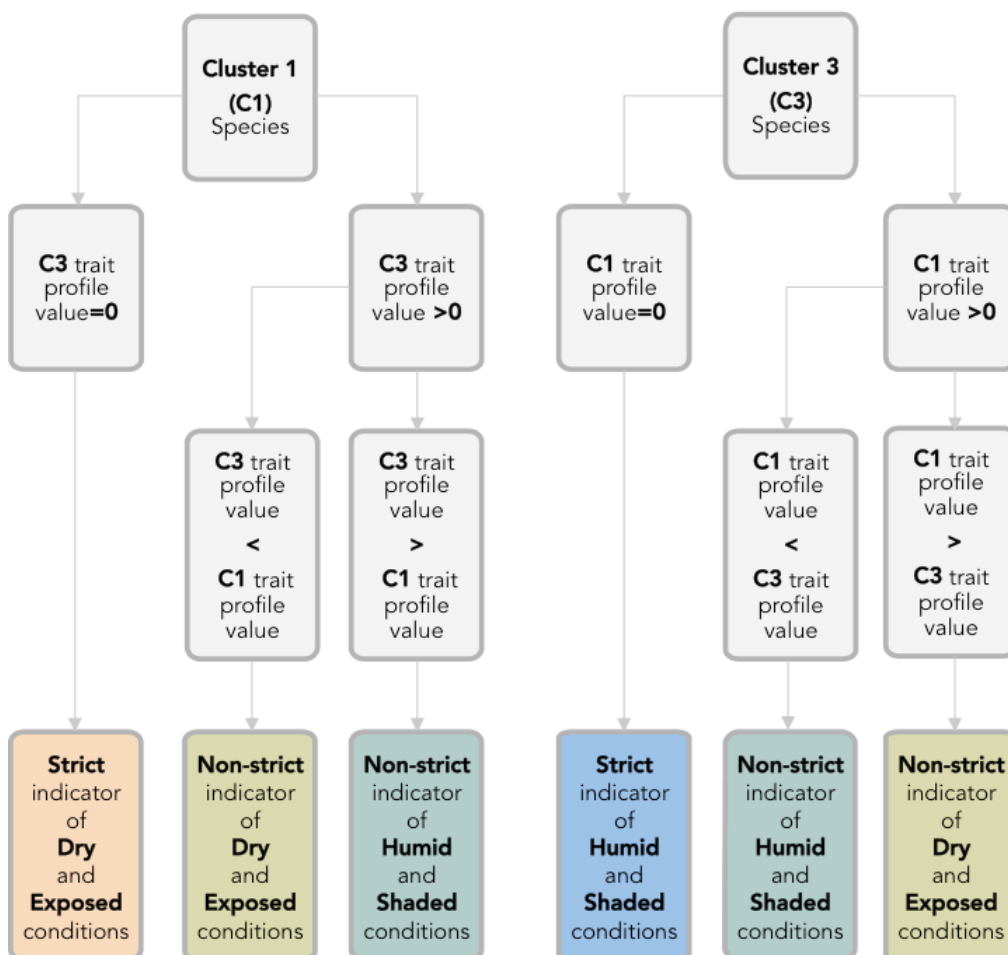 Cluster 1
(C1)
Species
C3 trait
profile
value=0
C3 trait
profile
value >0
C3 trait
profile
value
<
C1 trait
profile
value
C3 trait
profile
value
>
C1 trait
profile
value
Strict
indicator
of
Dry
and
Exposed
conditions
Non-strict
indicator
of
Dry
and
Exposed
conditions
Non-strict
indicator
of
Humid
and
Shaded
conditions
Cluster 3
(C3)
Species
C1 trait
profile
value=0
C1 trait
profile
value >0
C1 trait
profile
value
<
C3 trait
profile
value
C1 trait
profile
value
>
C3 trait
profile
value
Strict
indicator
of
Humid
and
Shaded
conditions
Non-strict
indicator
of
Humid
and
Shaded
conditions
Non-strict
indicator
of
Dry
and
Exposed
conditions